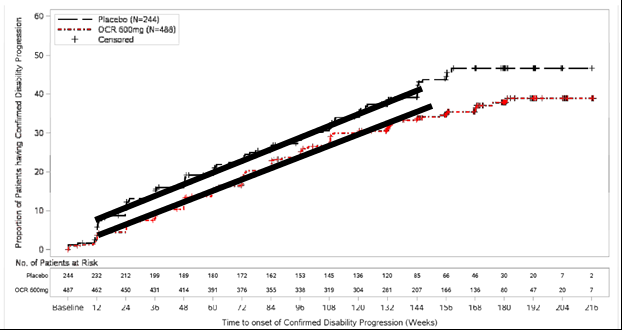 Placebo (N=244)
OCR 600mg (N=488)
Censored
Proportion of Patients having Confirmed Disability Progression
60
50
40
30
20
10
0
No. of Patients at Risk
Placebo 244 232 212 199 189 180 172 162 153 145 136 120 85 66 46 30 20 7 2
OCR 600mg 487 462 450 431 414 391 376 355 338 319 304 281 207 166 136 80 47 20 7
Baseline 12 24 36 48 60 72 84 96 108 120 132 144 156 168 180 192 204 216
Time to onset of Confirmed Disability Progression (Weeks)